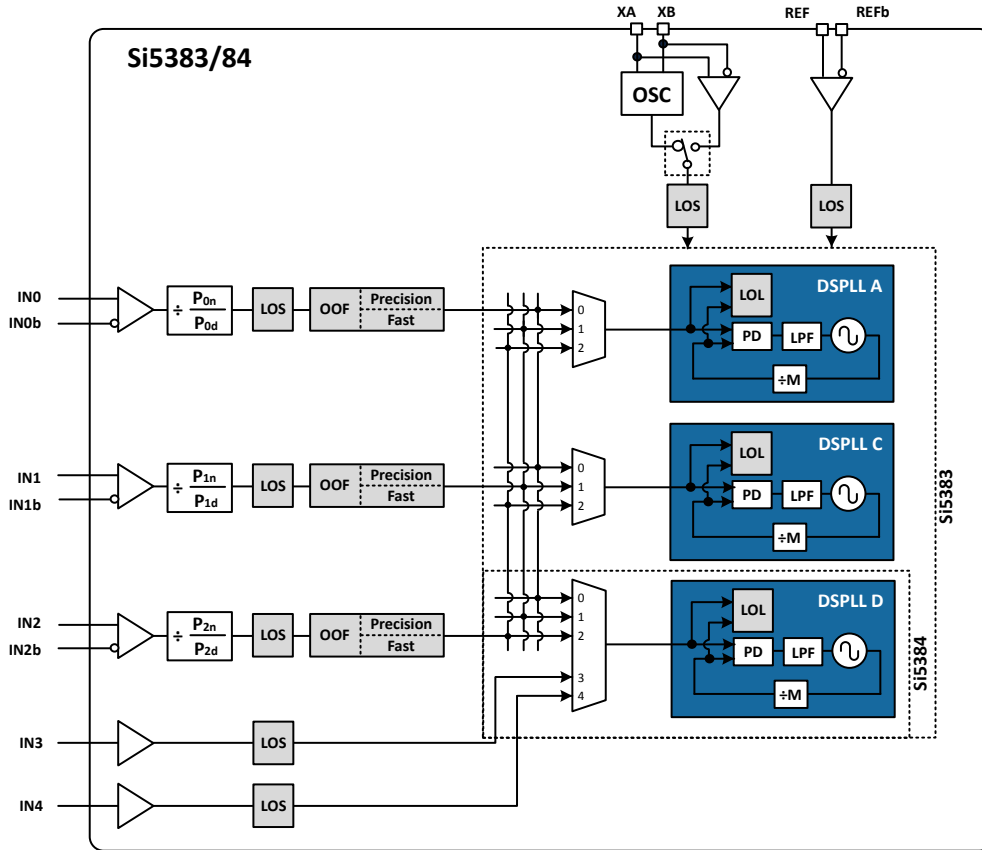 XA XB REF REFb
Si5383/84
OSC
LOS LOS
IN0
IN0b
÷ P0n/P0d
LOS
OOF
Precision
Fast
0
1
2
DSPLL A
LOL
PD
LPF
÷M
IN1
IN1b
÷ P1n/P1d
LOS
OOF
Precision
Fast
0
1
2
DSPLL C
LOL
PD
LPF
÷M
Si5383
IN2
IN2b
÷ P2n/P2d
LOS
OOF
Precision
Fast
0
1
2
3
4
DSPLL D
LOL
PD
LPF
÷M
Si5384
IN3
LOS
IN4
LOS